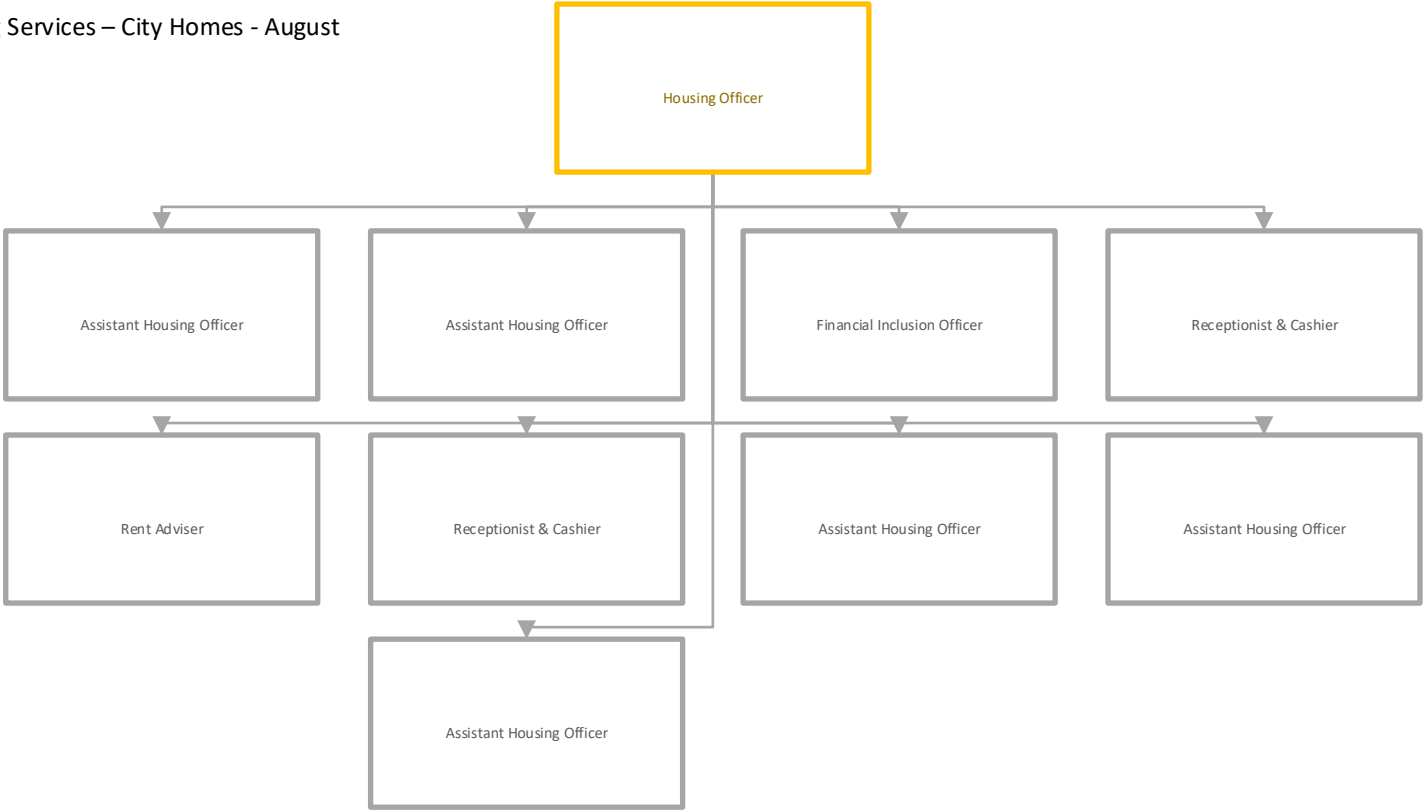 Services – City Homes - August
Housing Officer
Assistant Housing Officer
Assistant Housing Officer
Financial Inclusion Officer
Receptionist & Cashier
Rent Adviser
Receptionist & Cashier
Assistant Housing Officer
Assistant Housing Officer
Assistant Housing Officer